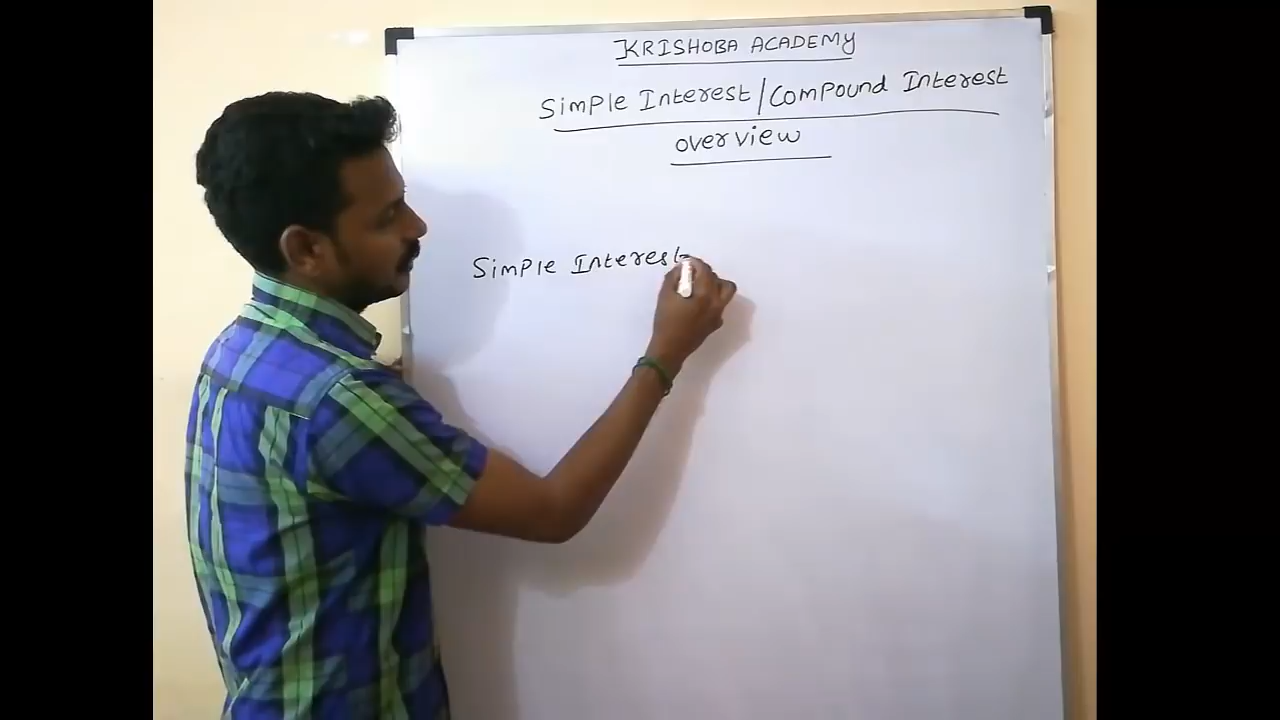 KRISHOBA ACADEMY
Simple Interest/Compound Interest
overview
Simple Interest